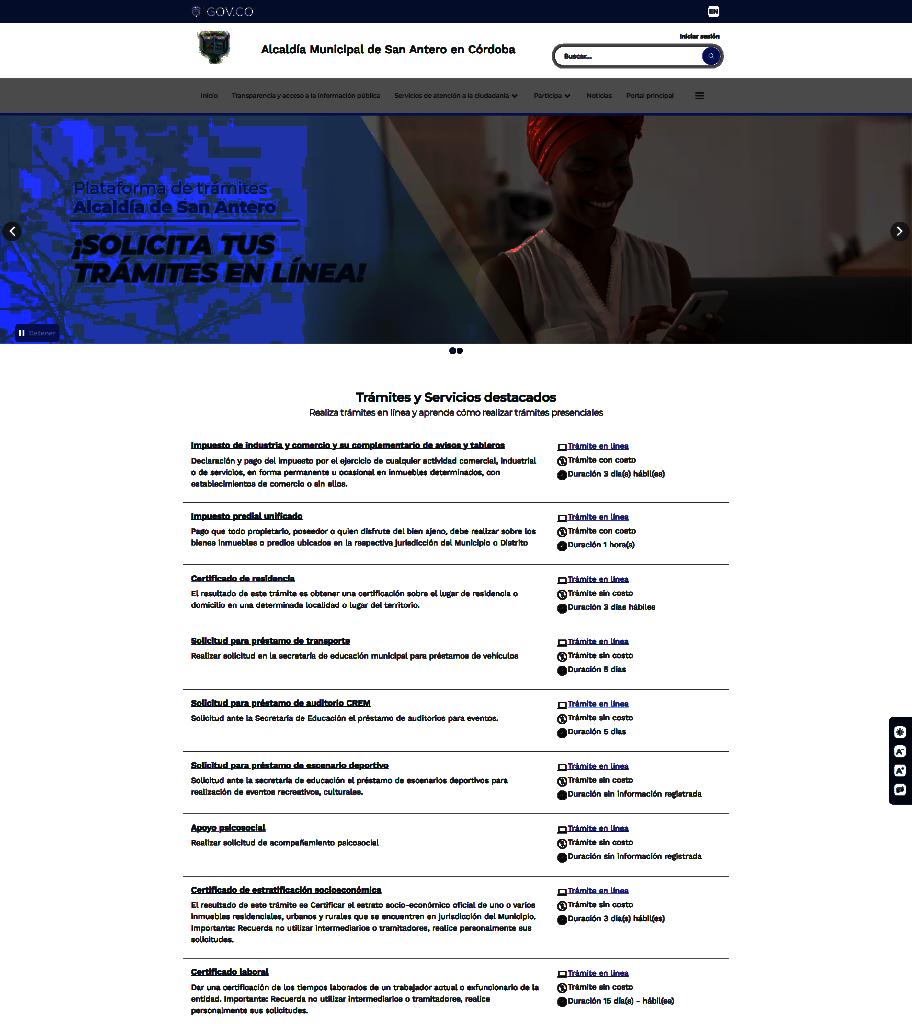 GOV.CO
EN
Alcaldía Municipal de San Antero en Córdoba
Iniciar sesión
Buscar...
Inicio
Transparencia y acceso a la información pública
Servicios de atención a la ciudadanía
Participa
Noticias
Portal principal
Plataforma de trámites
Alcaldía de San Antero
¡SOLICITA TUS
TRÁMITES EN LÍNEA!
Detener
Trámites y Servicios destacados
Realiza trámites en línea y aprende cómo realizar trámites presenciales
Impuesto de industria y comercio y su complementario de avisos y tableros
Declaración y pago del impuesto por el ejercicio de cualquier actividad comercial, industrial
o de servicios, en forma permanente u ocasional en inmuebles determinados, con
establecimientos de comercio o sin ellos.
Trámite en línea
Trámite con costo
Duración 3 día(s) hábil(es)
Impuesto predial unificado
Pago que todo propietario, poseedor o quien disfrute del bien ajeno, debe realizar sobre los
bienes inmuebles o predios ubicados en la respectiva jurisdicción del Municipio o Distrito
Trámite en línea
Trámite con costo
Duración 1 hora(s)
Certificado de residencia
El resultado de este trámite es obtener una certificación sobre el lugar de residencia o
domicilio en una determinada localidad o lugar del territorio.
Trámite en línea
Trámite sin costo
Duración 3 días hábiles
Solicitud para préstamo de transporte
Realizar solicitud en la secretaría de educación municipal para préstamos de vehículos
Trámite en línea
Trámite sin costo
Duración 5 días
Solicitud para préstamo de auditorio CREM
Solicitud ante la Secretaría de Educación el préstamo de auditorios para eventos.
Trámite en línea
Trámite sin costo
Duración 5 días
Solicitud para préstamo de escenario deportivo
Solicitud ante la secretaría de educación el préstamo de escenarios deportivos para
realización de eventos recreativos, culturales.
Trámite en línea
Trámite sin costo
Duración sin información registrada
Apoyo psicosocial
Realizar solicitud de acompañamiento psicosocial
Trámite en línea
Trámite sin costo
Duración sin información registrada
Certificado de estratificación socioeconómica
El resultado de este trámite es Certificar el estrato socio-económico oficial de uno o varios
inmuebles residenciales, urbanos y rurales que se encuentren en jurisdicción del Municipio.
Importante: Recuerda no utilizar intermediarios o tramitadores, realice personalmente sus
solicitudes.
Trámite en línea
Trámite sin costo
Duración 3 día(s) hábil(es)
Certificado laboral
Dar una certificación de los tiempos laborados de un trabajador actual o exfuncionario de la
entidad. Importante: Recuerda no utilizar intermediarios o tramitadores, realice
personalmente sus solicitudes.
Trámite en línea
Trámite sin costo
Duración 15 día(s) - hábil(es)